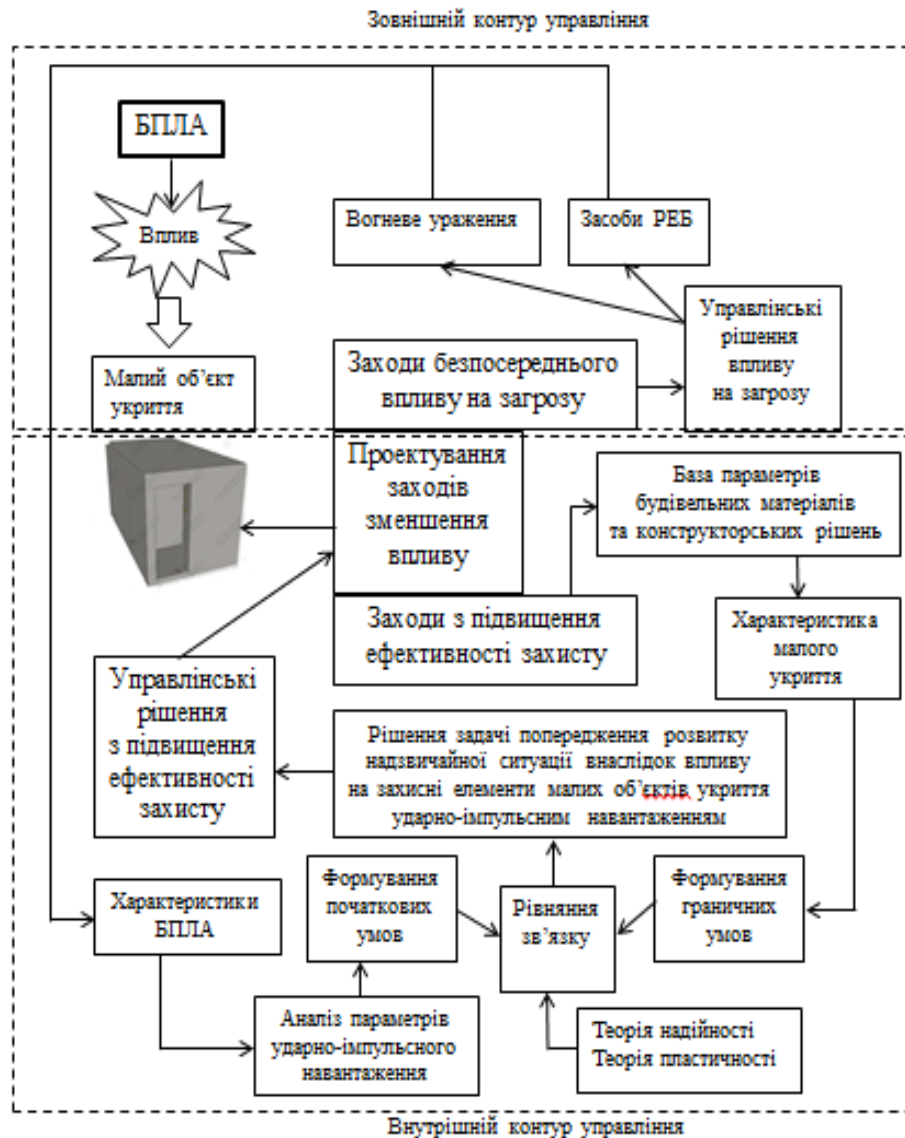 Зовнішній контур управління
БПЛА
Вплив
Вогневе ураження
Засоби РЕБ
Управлінські
рішення
впливу
на загрозу
Малий об’єкт
укриття
Заходи безпосереднього
впливу на загрозу
Проектування
заходів
зменшення
впливу
База параметрів
будівельних матеріалів
та конструкторських рішень
Заходи з підвищення
ефективності захисту
Характеристика
малого
укриття
Управлінські
рішення
з підвищення
ефективності
захисту
Рішення задачі попередження розвитку
надзвичайної ситуації внаслідок впливу
на захисні елементи малих об’єктів укриття
ударно-імпульсним навантаженням
Характеристики
БПЛА
Формування
початкових
умов
Рівняння
зв’язку
Формування
граничних
умов
Аналіз параметрів
ударно-імпульсного
навантаження
Теорія надійності
Теорія пластичності
Внутрішній контур управління